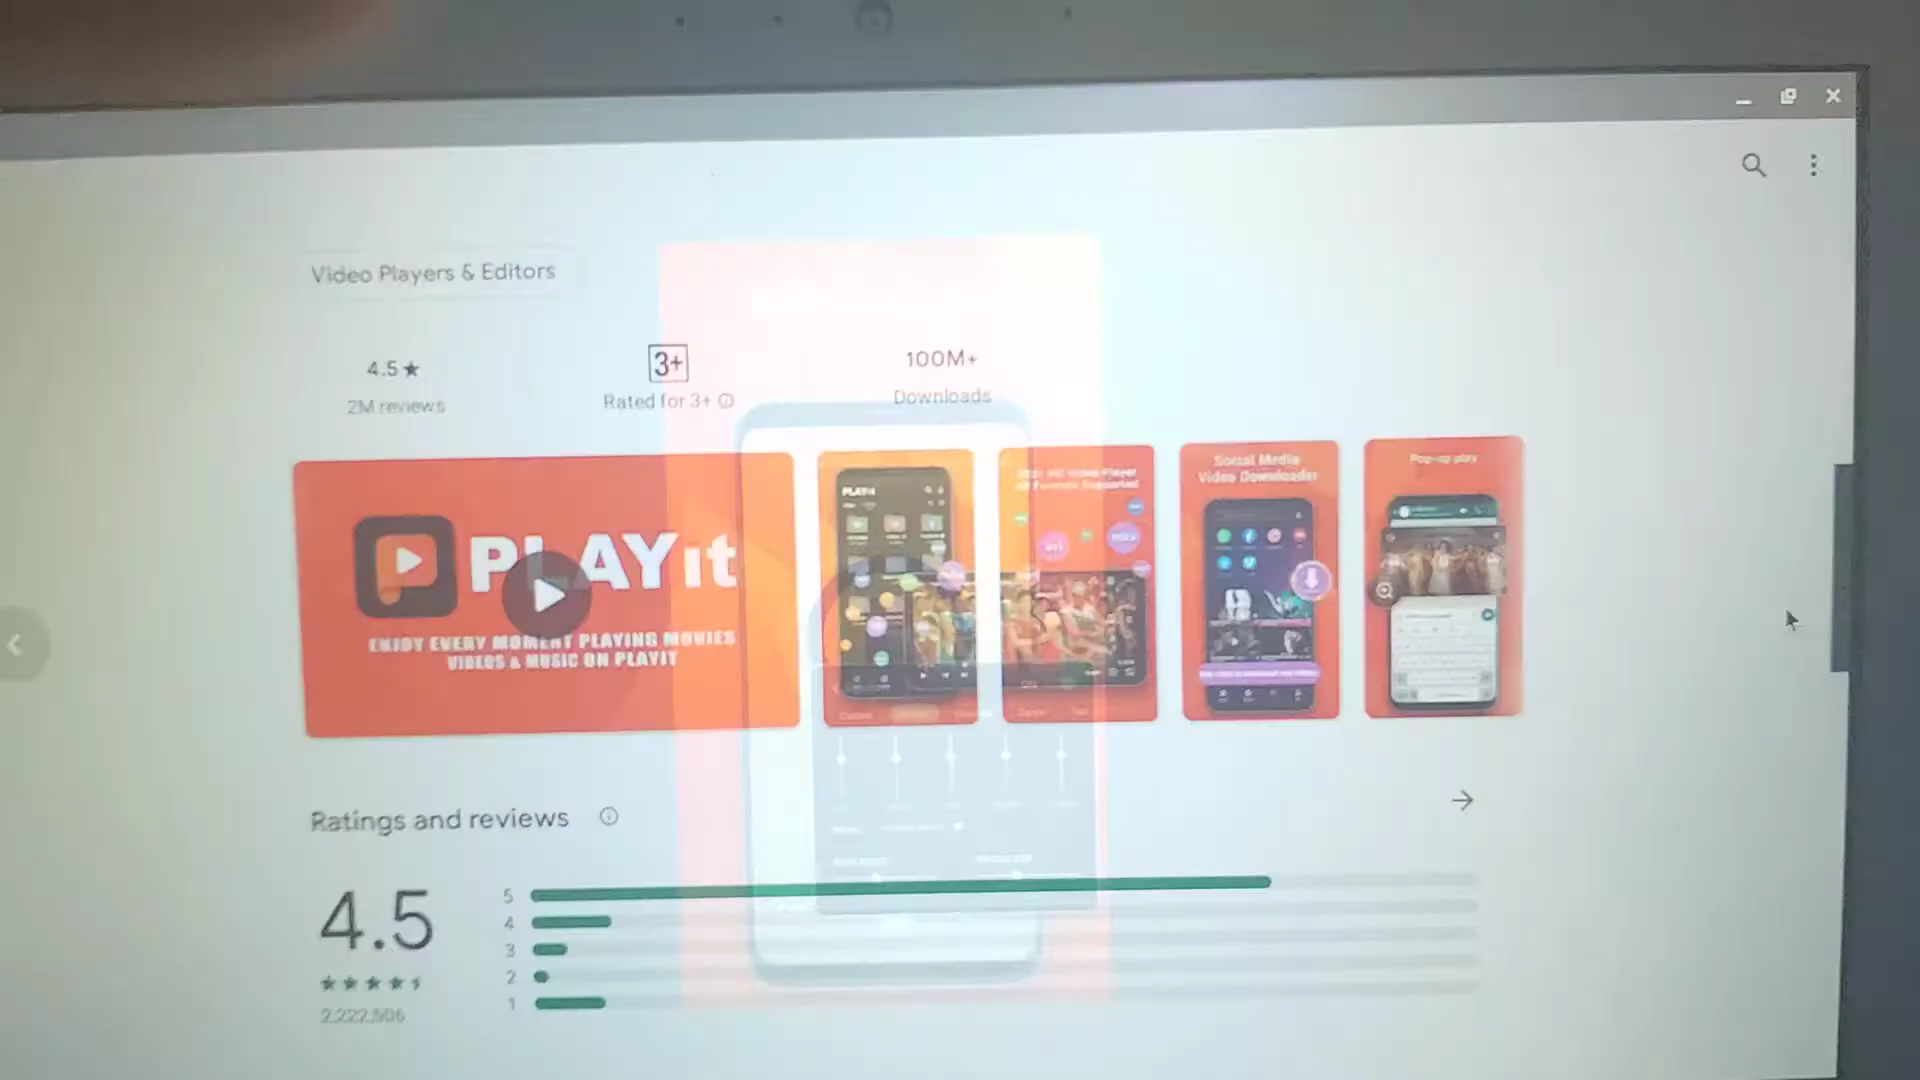 Video Players & Editors
4.5★
2M reviews
3+
Rated for 3+
100M+
Downloads
PLAYit
ENJOY EVERY MOMENT PLAYING MOVIES
VIDEOS & MUSIC ON PLAYIT
PLAYit
Social Media
Video Downloader
Pop-up play
Ratings and reviews
4.5
5
4
3
2
1
2,222,506